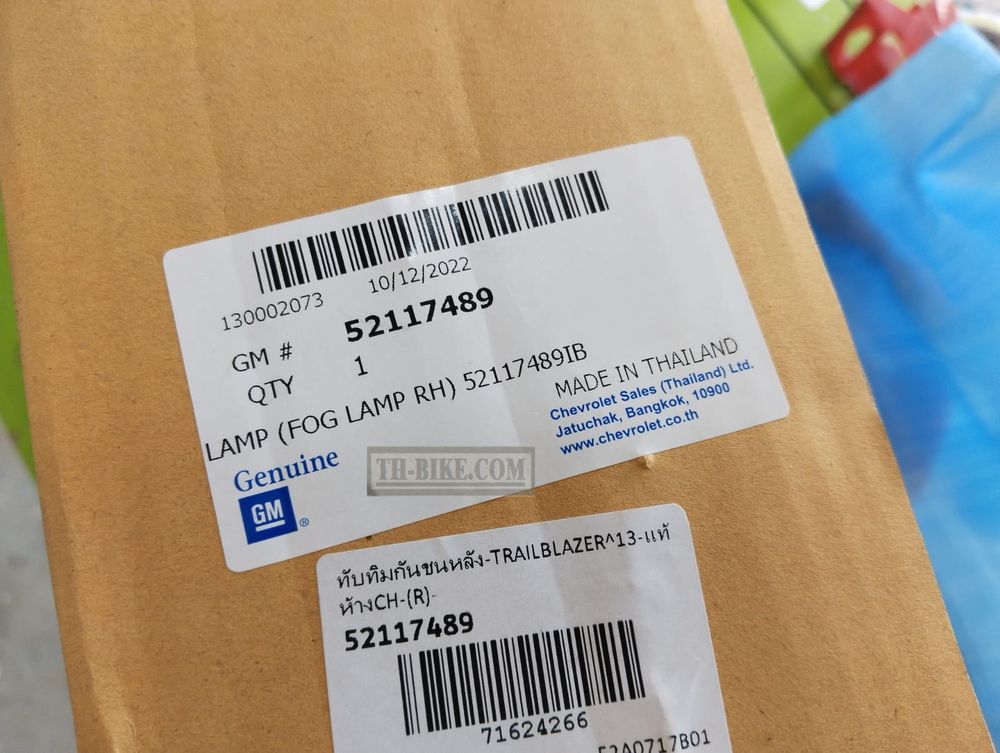 130002073 10/12/2022
GM # 52117489
QTY 1
LAMP (FOG LAMP RH) 52117489IB
MADE IN THAILAND
Genuine
GM ®
Chevrolet Sales (Thailand) Ltd.
Jatuchak, Bangkok, 10900
www.chevrolet.co.th
TH-BIKE.COM
ทับทิมกันชนหลัง-TRAILBLAZER^13-แท้
ห้างCH-(R)-
52117489
71624266
52A0717B01